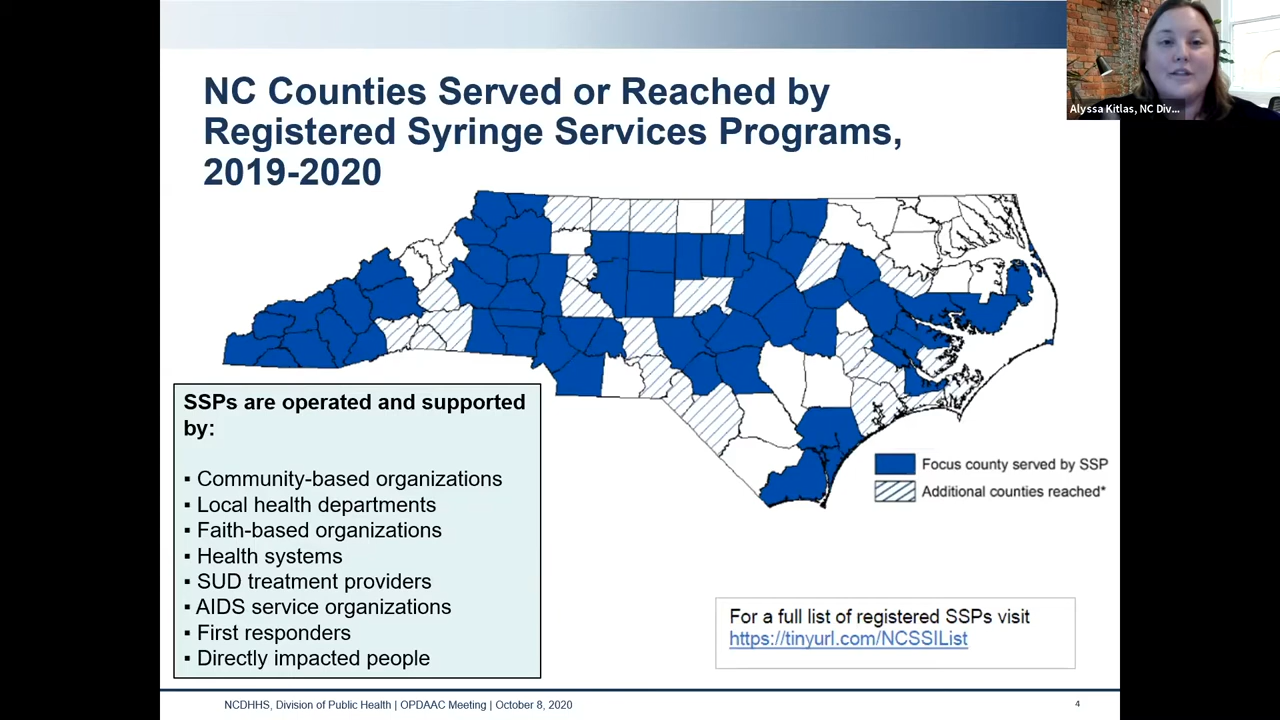 Alyssa Kitlas, NC Div...
NC Counties Served or Reached by
Registered Syringe Services Programs,
2019-2020
SSPs are operated and supported
by:
▪ Community-based organizations
▪ Local health departments
▪ Faith-based organizations
▪ Health systems
▪ SUD treatment providers
▪ AIDS service organizations
▪ First responders
▪ Directly impacted people
Focus county served by SSP
Additional counties reached*
For a full list of registered SSPs visit
https://tinyurl.com/NCSSIList
NCDHHS, Division of Public Health | OPDAAC Meeting | October 8, 2020
4